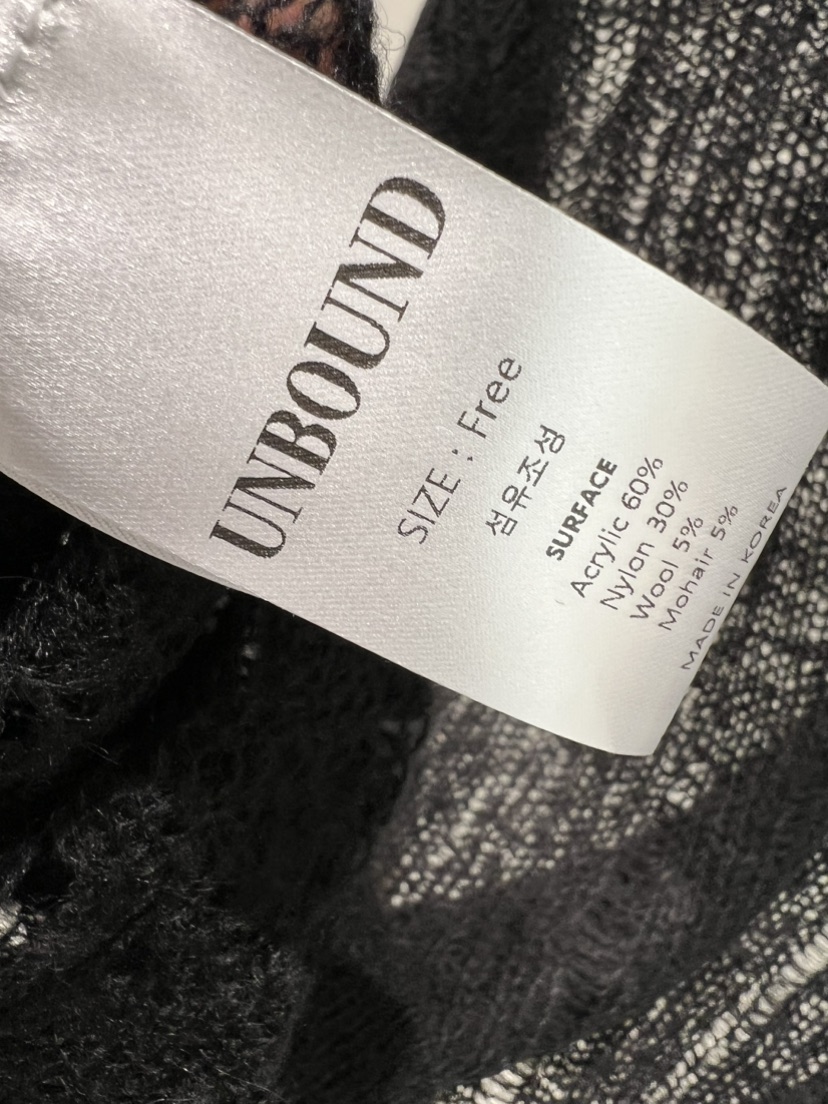 UNBOUND
SIZE : Free
섬유조성
SURFACE
Acrylic 60%
Nylon 30%
Wool 5%
Mohair 5%
MADE IN KOREA